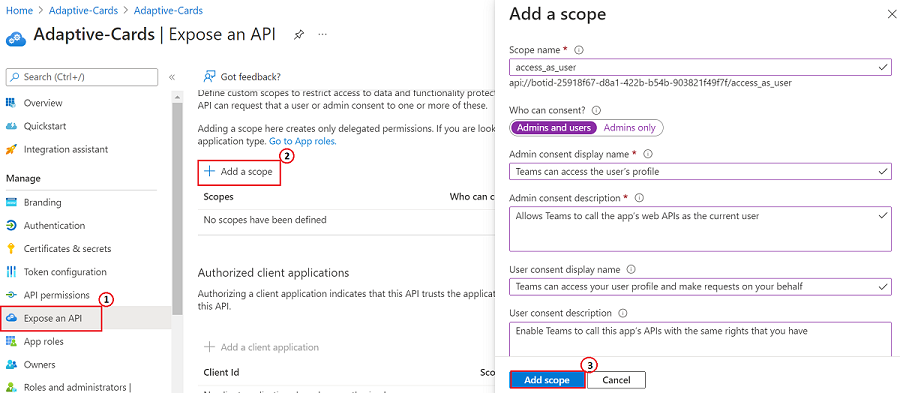 Home > Adaptive-Cards > Adaptive-Cards
Adaptive-Cards | Expose an API
Search (Ctrl+/)
Overview
Quickstart
Integration assistant
Manage
Branding
Authentication
Certificates & secrets
Token configuration
API permissions
1
Expose an API
App roles
Owners
Roles and administrators |
Got feedback?
Define custom scopes to restrict access to data and functionality protec
API can request that a user or admin consent to one or more of these.
Adding a scope here creates only delegated permissions. If you are look
application type. Go to App roles.
2
Add a scope
Scopes Who can c
No scopes have been defined
Authorized client applications
Authorizing a client application indicates that this API trusts the applicat
this API.
Add a client application
Client Id Sco
Add a scope
Scope name *
access_as_user
api://botid-25918f67-d8a1-422b-b54b-903821f49f7f/access_as_user
Who can consent?
Admins and users Admins only
Admin consent display name *
Teams can access the user's profile
Admin consent description *
Allows Teams to call the app's web APIs as the current user
User consent display name
Teams can access your user profile and make requests on your behalf
User consent description
Enable Teams to call this app's APIs with the same rights that you have
3
Add scope Cancel